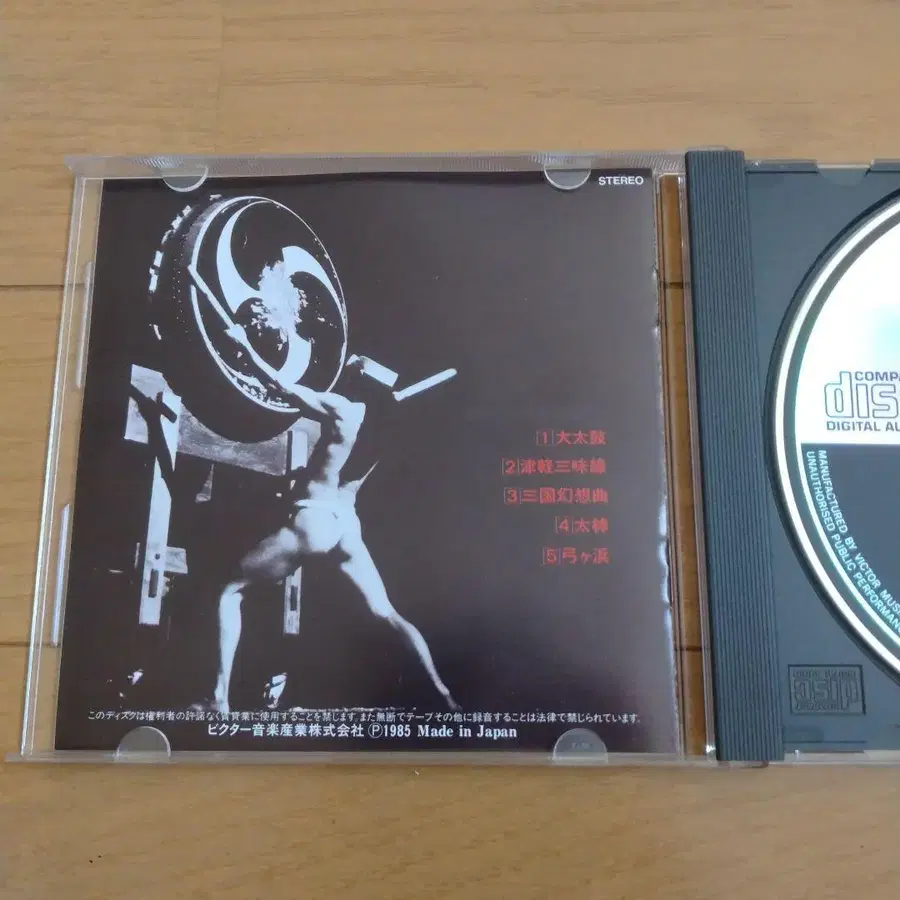 STEREO
1 大太鼓
2 津軽三味線
3 三国幻想曲
4 太棹
5 弓ヶ浜
このディスクは権利者の許諾なく賃貸業に使用することを禁じます。また無断でテープその他に録音することは法律で禁じられています。
ビクター音楽産業株式会社 Ⓟ1985 Made in Japan
disc
DIGITAL
MANUFACTURED BY VICTOR
UNAUTHORISED PUBLIC
disc